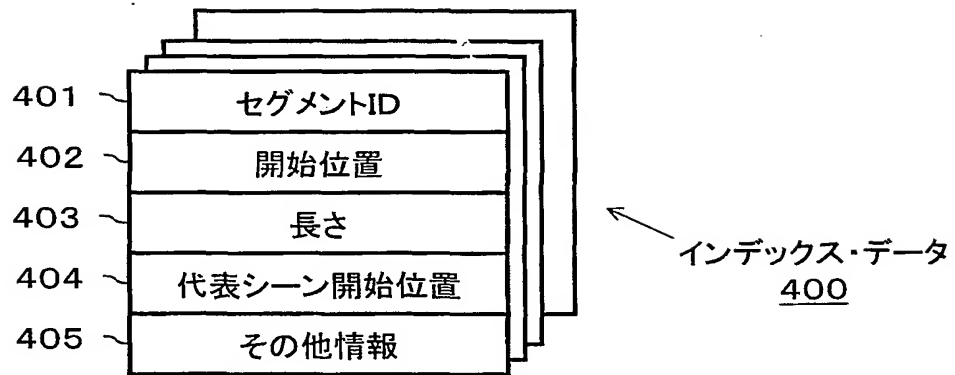 401 セグメントID
402 開始位置
403 長さ
404 代表シーン開始位置
405 その他情報
インデックス・データ
400